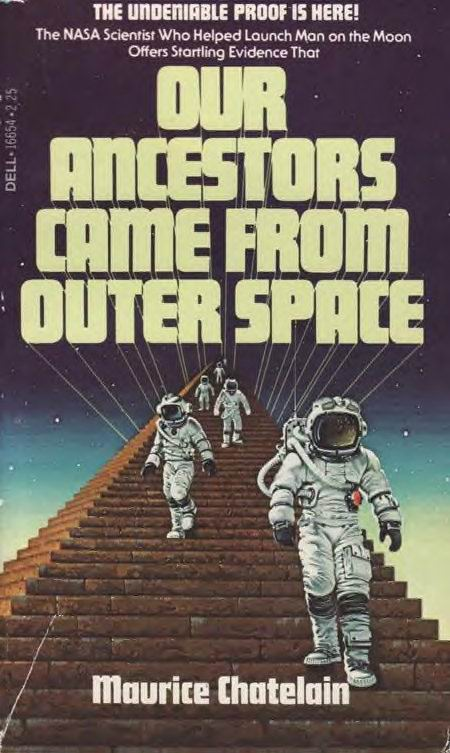 THE UNDENIABLE PROOF IS HERE!
The NASA Scientist Who Helped Launch Man on the Moon
Offers Startling Evidence That
OUR
ANCESTORS
CAME FROM
OUTER SPACE
DELL • 16654 • 2.25
Maurice Chatelain